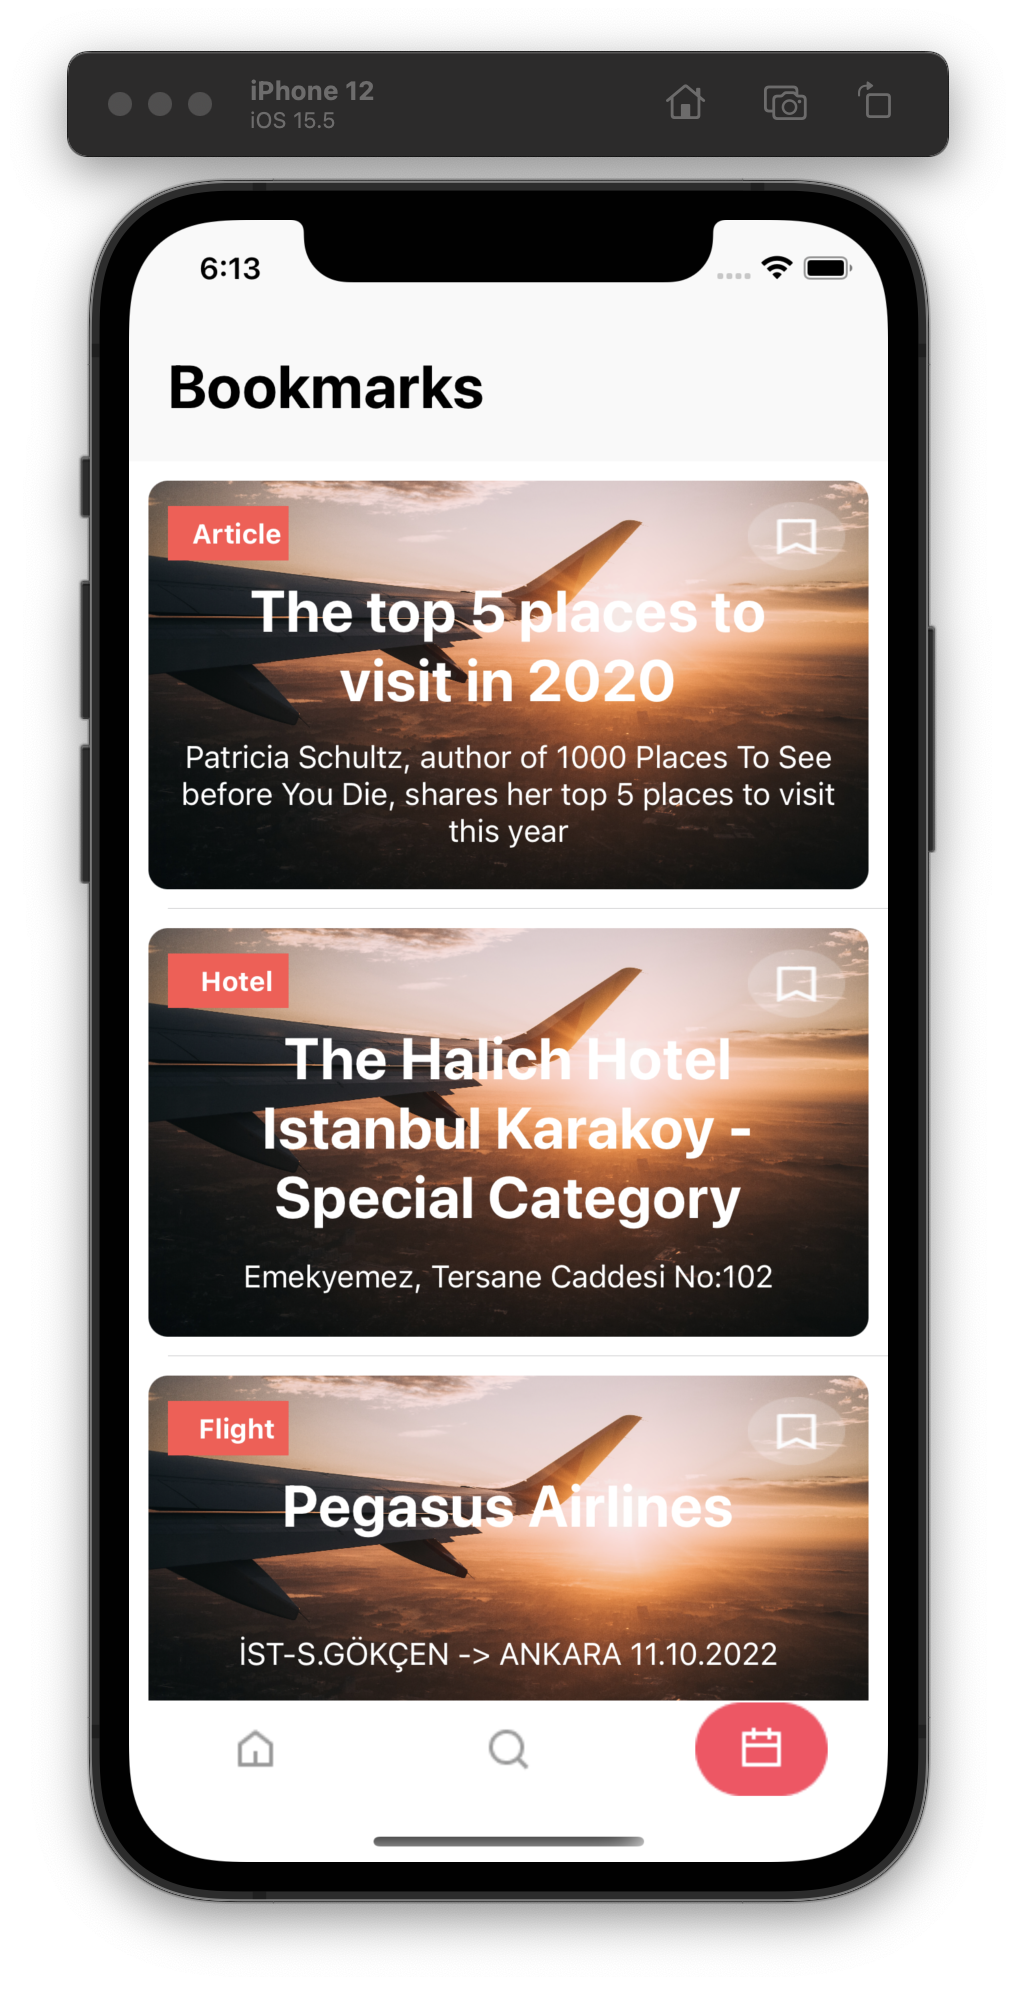 iPhone 12
iOS 15.5
6:13
Bookmarks
Article
The top 5 places to
visit in 2020
Patricia Schultz, author of 1000 Places To See
before You Die, shares her top 5 places to visit
this year
Hotel
The Halich Hotel
Istanbul Karakoy -
Special Category
Emekyemez, Tersane Caddesi No:102
Flight
Pegasus Airlines
İST-S.GÖKÇEN -> ANKARA 11.10.2022